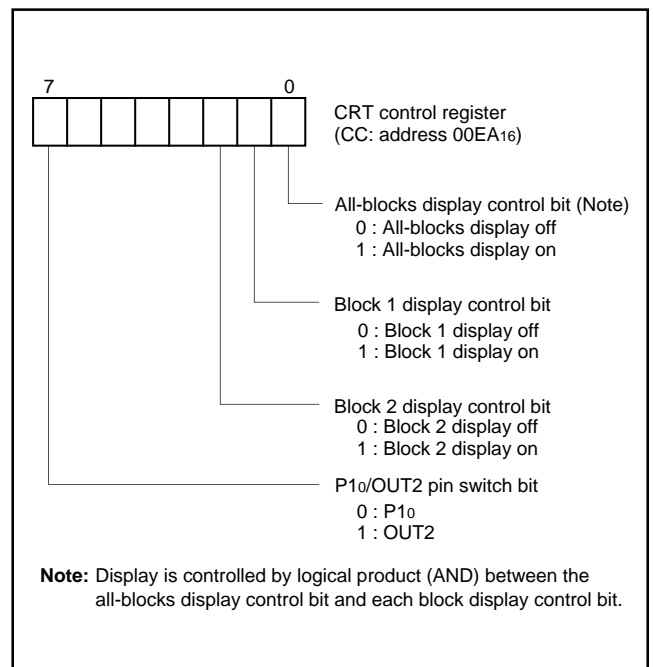 7 0
CRT control register
(CC: address 00EA16)
All-blocks display control bit (Note)
0 : All-blocks display off
1 : All-blocks display on
Block 1 display control bit
0 : Block 1 display off
1 : Block 1 display on
Block 2 display control bit
0 : Block 2 display off
1 : Block 2 display on
P10/OUT2 pin switch bit
0 : P10
1 : OUT2
Note: Display is controlled by logical product (AND) between the
all-blocks display control bit and each block display control bit.